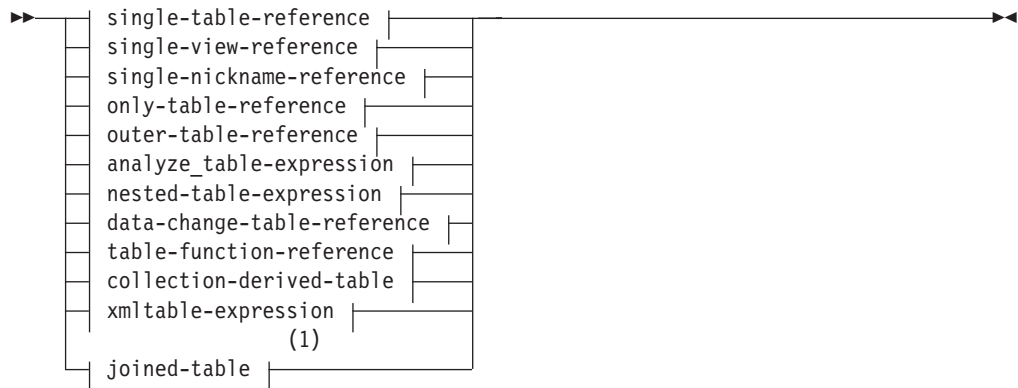 single-table-reference
single-view-reference
single-nickname-reference
only-table-reference
outer-table-reference
analyze_table-expression
nested-table-expression
data-change-table-reference
table-function-reference
collection-derived-table
xmltable-expression
(1)
joined-table